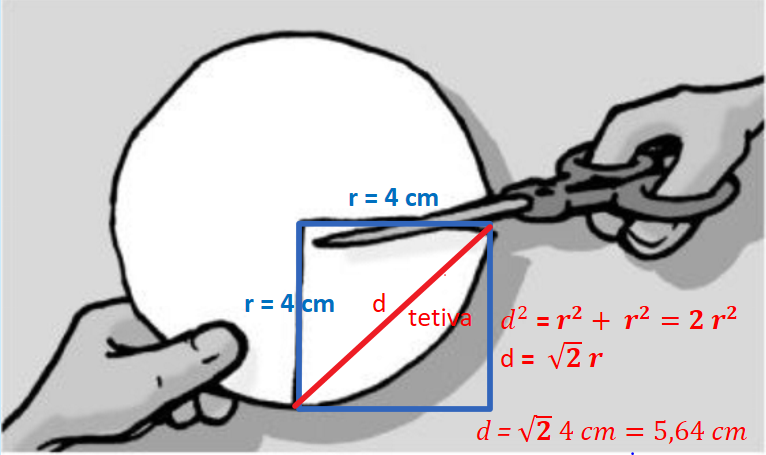 r = 4 cm
r = 4 cm
d
tetiva
d² = r² + r² = 2 r²
d = √2 r
d = √2 4 cm = 5,64 cm